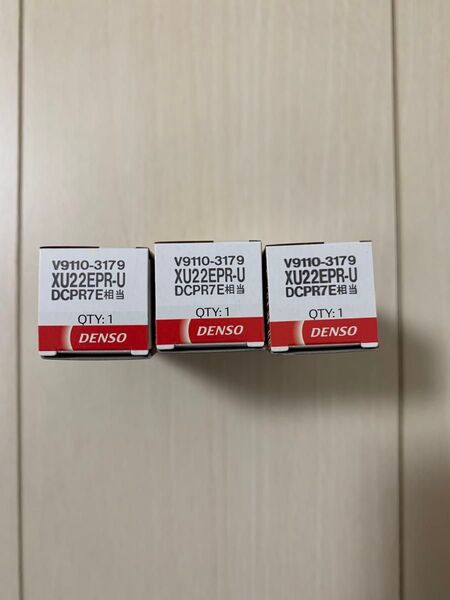 V9110-3179
XU22EPR-U
DCPR7E相当
QTY: 1
DENSO
V9110-3179
XU22EPR-U
DCPR7E相当
QTY: 1
DENSO
V9110-3179
XU22EPR-U
DCPR7E相当
QTY: 1
DENSO